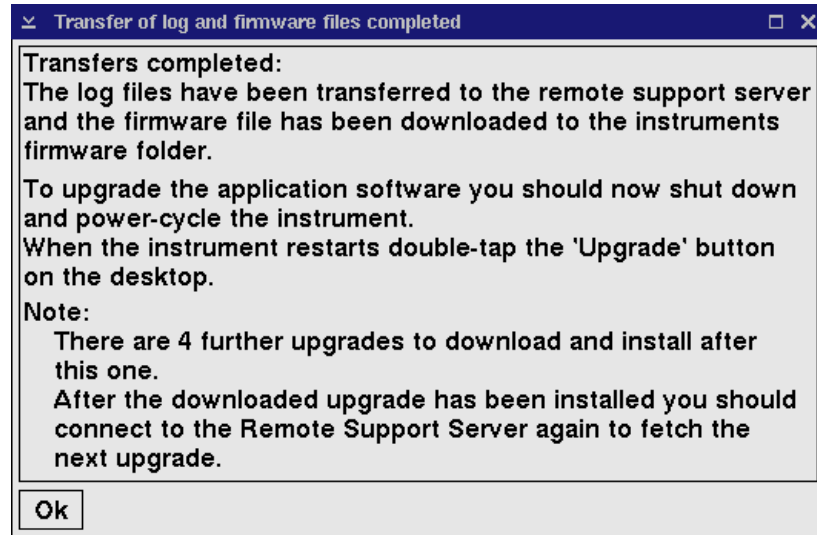 Transfer of log and firmware files completed
Transfers completed:
The log files have been transferred to the remote support server
and the firmware file has been downloaded to the instruments
firmware folder.
To upgrade the application software you should now shut down
and power-cycle the instrument.
When the instrument restarts double-tap the 'Upgrade' button
on the desktop.
Note:
There are 4 further upgrades to download and install after
this one.
After the downloaded upgrade has been installed you should
connect to the Remote Support Server again to fetch the
next upgrade.
Ok